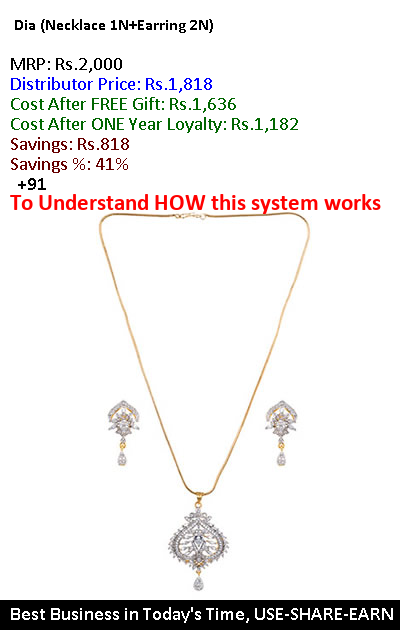 Dia (Necklace 1N+Earring 2N)
MRP: Rs.2,000
Distributor Price: Rs.1,818
Cost After FREE Gift: Rs.1,636
Cost After ONE Year Loyalty: Rs.1,182
Savings: Rs.818
Savings %: 41%
+91
To Understand HOW this system works
Best Business in Today's Time, USE-SHARE-EARN